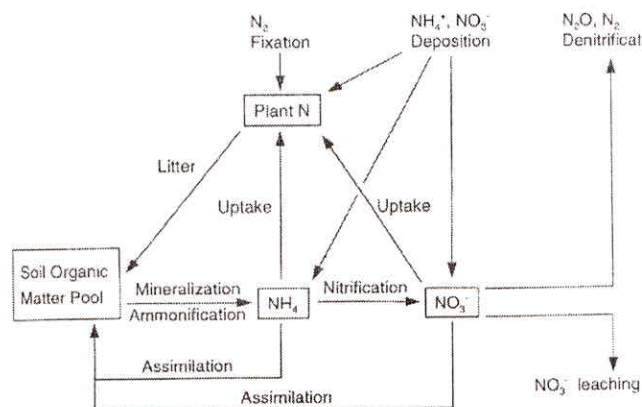 N₂
Fixation
NH₄⁺, NO₃⁻
Deposition
N₂O, N₂
Denitrificat
Plant N
Litter
Uptake
Uptake
Soil Organic
Matter Pool
Mineralization
Ammonification
NH₄
Nitrification
NO₃⁻
Assimilation
Assimilation
NO₃⁻ leaching